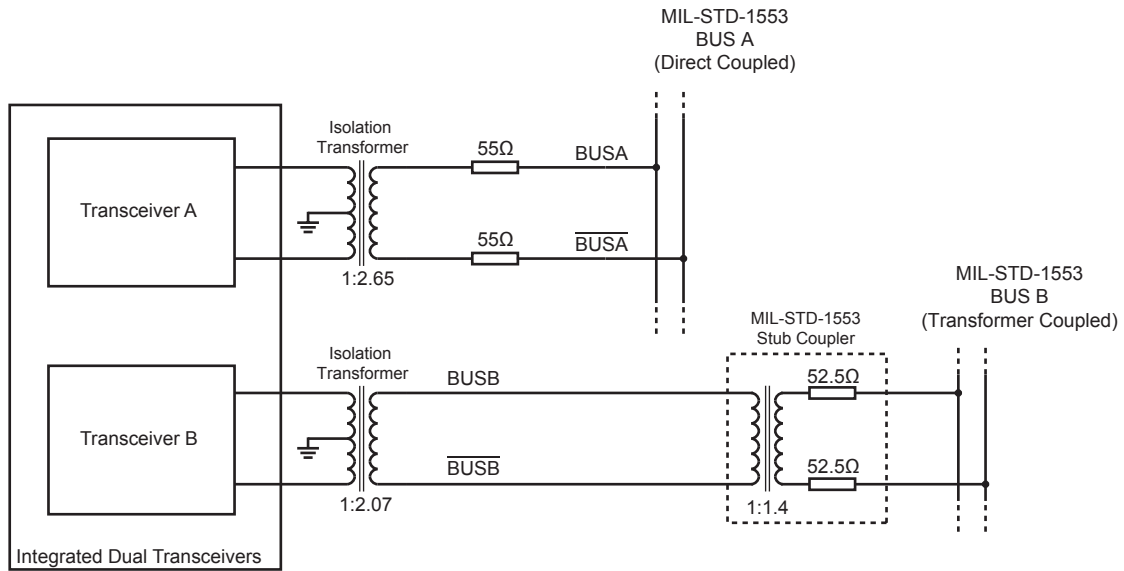 MIL-STD-1553
BUS A
(Direct Coupled)
Isolation
Transformer
55Ω
BUSA
Transceiver A
55Ω
B̅U̅S̅A̅
1:2.65
MIL-STD-1553
BUS B
(Transformer Coupled)
MIL-STD-1553
Stub Coupler
Isolation
Transformer
BUSB
52.5Ω
Transceiver B
B̅U̅S̅B̅
52.5Ω
1:2.07
1:1.4
Integrated Dual Transceivers